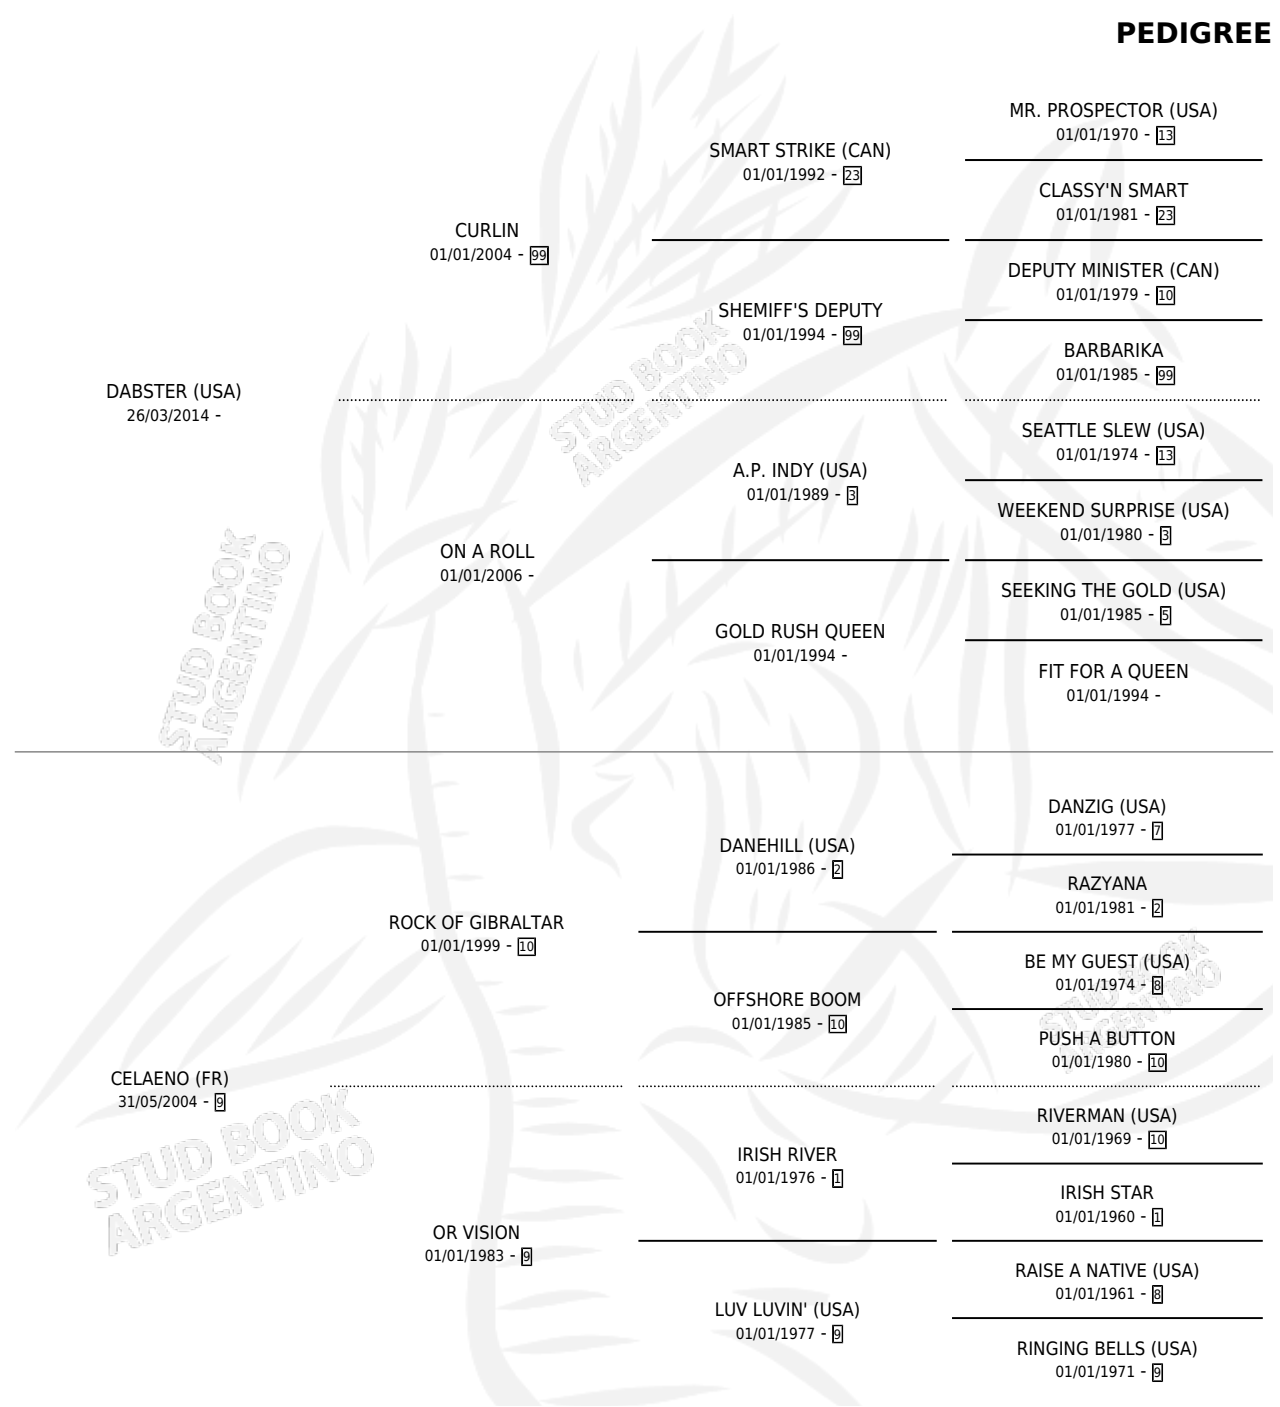 PEDIGREE
MR. PROSPECTOR (USA)
01/01/1970 - 13
SMART STRIKE (CAN)
01/01/1992 - 23
CLASSY'N SMART
01/01/1981 - 23
CURLIN
01/01/2004 - 99
DEPUTY MINISTER (CAN)
01/01/1979 - 10
SHEMIFF'S DEPUTY
01/01/1994 - 99
BARBARIKA
01/01/1985 - 99
DABSTER (USA)
26/03/2014 -
SEATTLE SLEW (USA)
01/01/1974 - 13
A.P. INDY (USA)
01/01/1989 - 3
WEEKEND SURPRISE (USA)
01/01/1980 - 3
ON A ROLL
01/01/2006 -
SEEKING THE GOLD (USA)
01/01/1985 - 5
GOLD RUSH QUEEN
01/01/1994 -
FIT FOR A QUEEN
01/01/1994 -
DANZIG (USA)
01/01/1977 - 7
DANEHILL (USA)
01/01/1986 - 2
RAZYANA
01/01/1981 - 2
ROCK OF GIBRALTAR
01/01/1999 - 10
BE MY GUEST (USA)
01/01/1974 - 8
OFFSHORE BOOM
01/01/1985 - 10
PUSH A BUTTON
01/01/1980 - 10
CELAENO (FR)
31/05/2004 - 9
RIVERMAN (USA)
01/01/1969 - 10
IRISH RIVER
01/01/1976 - 1
IRISH STAR
01/01/1960 - 1
OR VISION
01/01/1983 - 9
RAISE A NATIVE (USA)
01/01/1961 - 8
LUV LUVIN' (USA)
01/01/1977 - 9
RINGING BELLS (USA)
01/01/1971 - 9
STUD BOOK
ARGENTINO
STUD BOOK
ARGENTINO
STUD BOOK
ARGENTINO
STUD BOOK
ARGENTINO